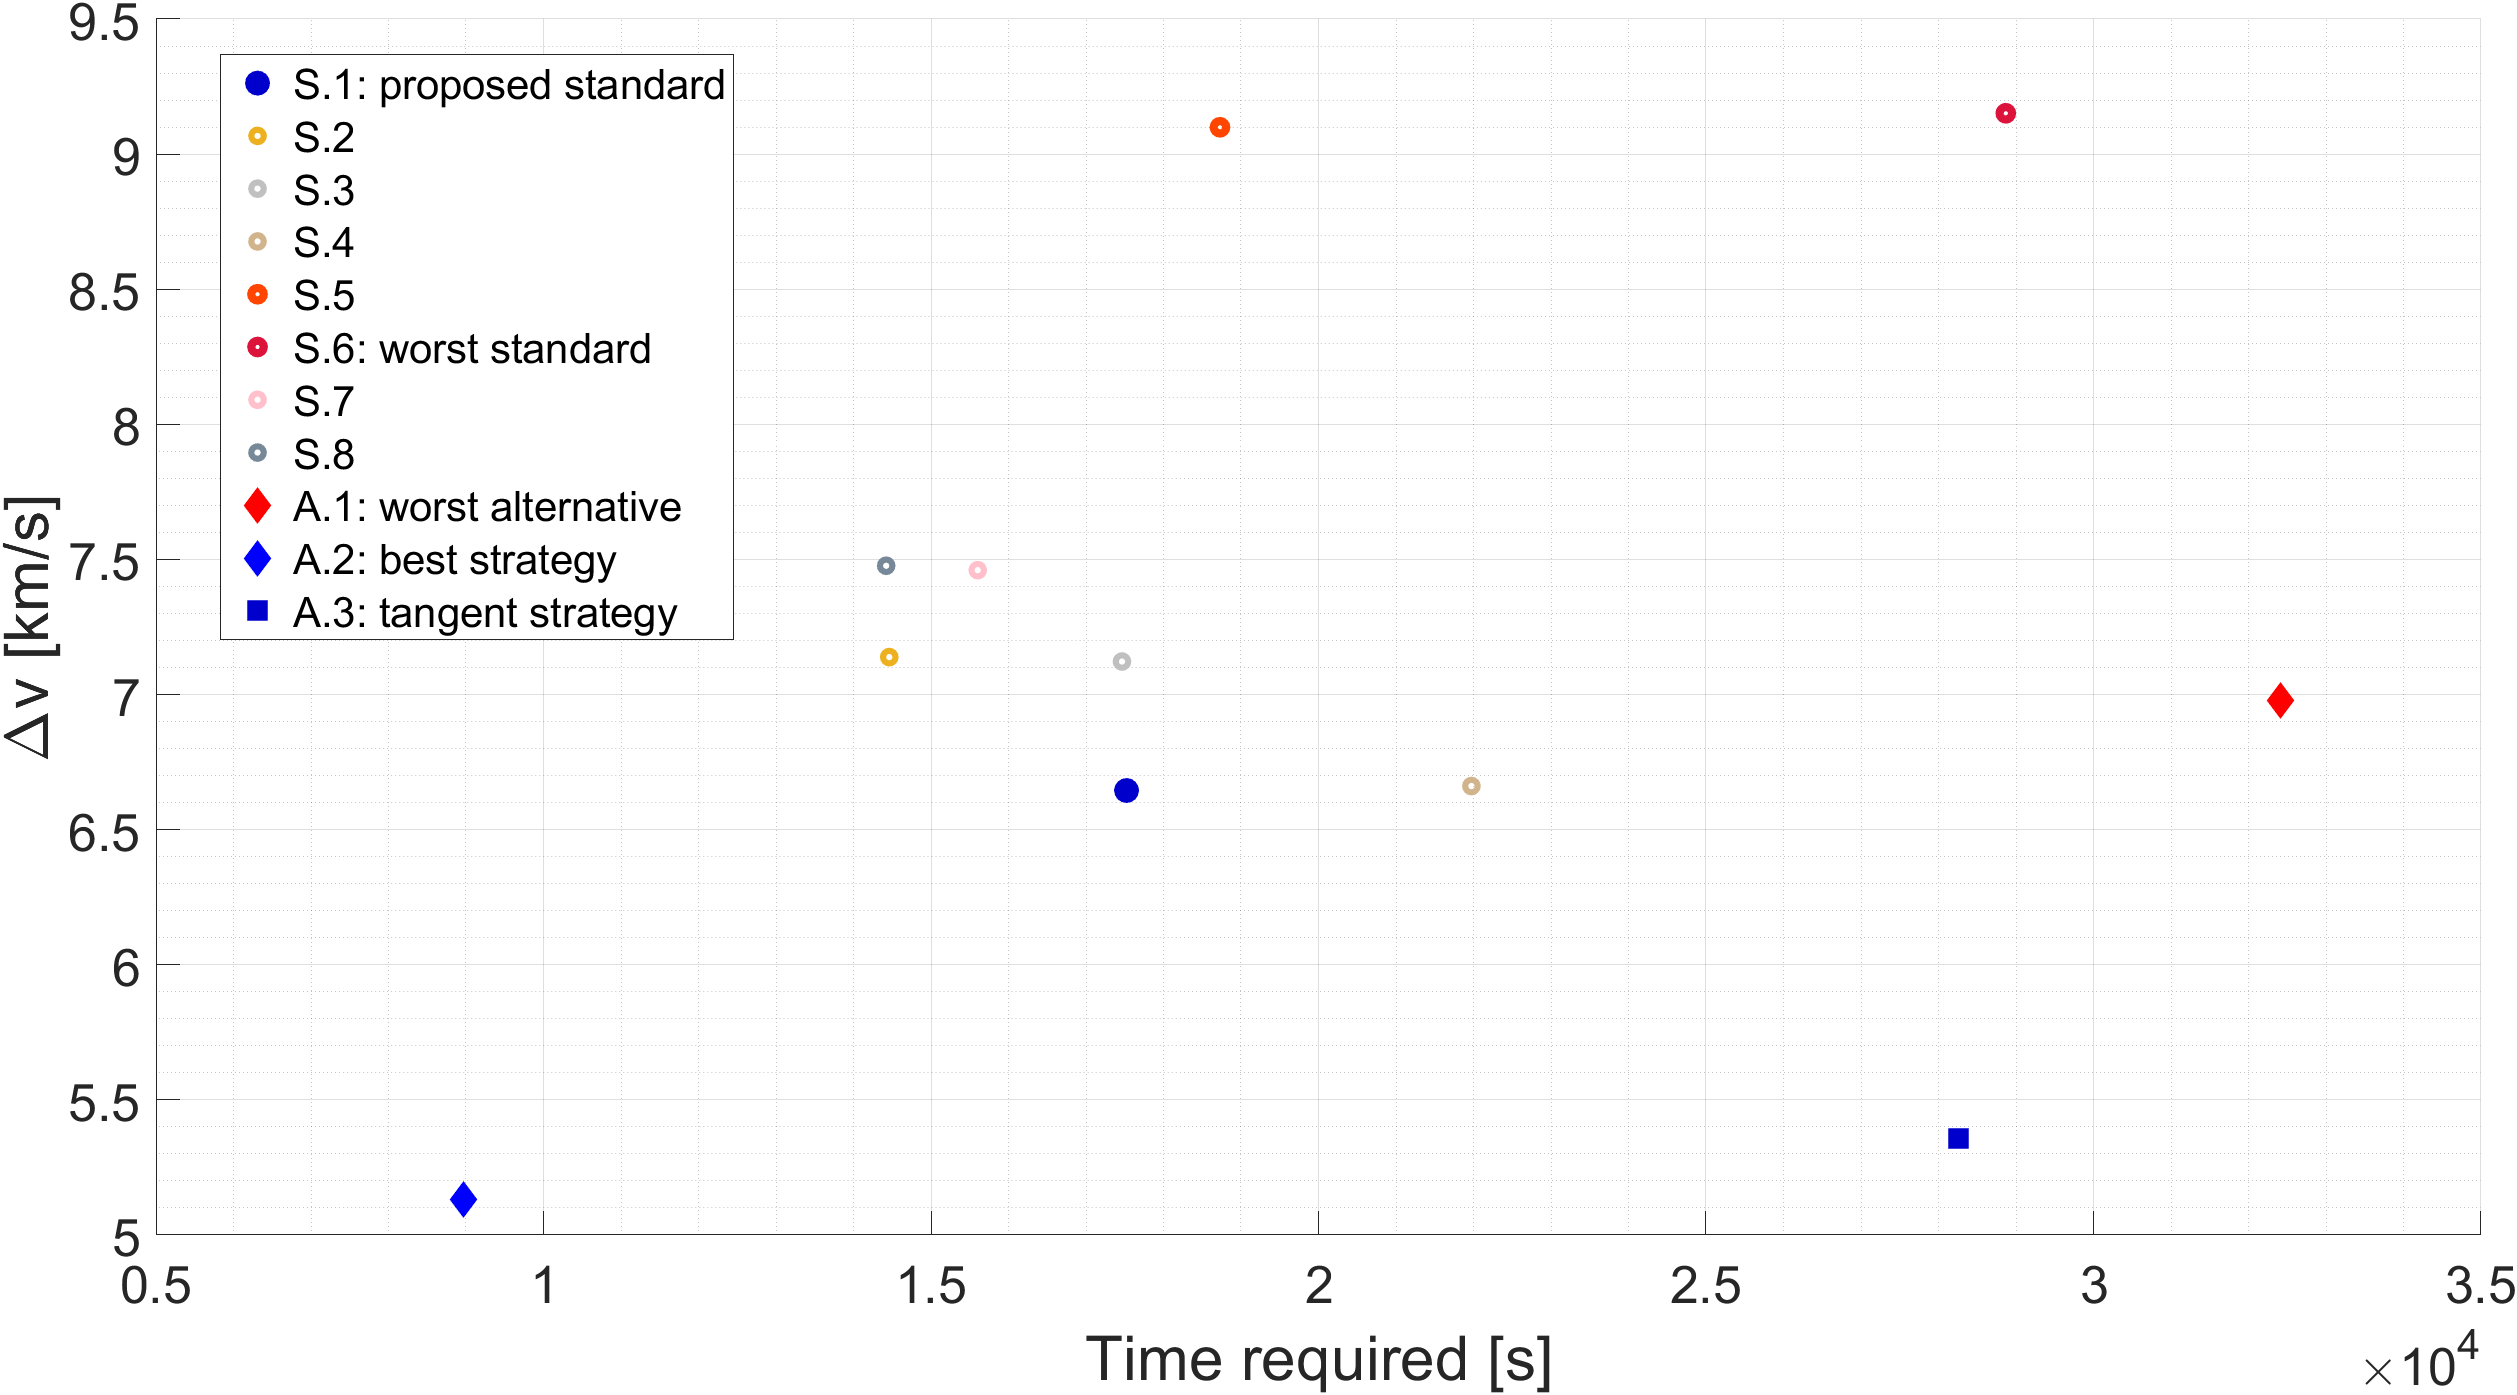 9.5
9
8.5
8
7.5
7
6.5
6
5.5
5
Δv [km/s]
S.1: proposed standard
S.2
S.3
S.4
S.5
S.6: worst standard
S.7
S.8
A.1: worst alternative
A.2: best strategy
A.3: tangent strategy
0.5 1 1.5 2 2.5 3 3.5
Time required [s]
×10⁴